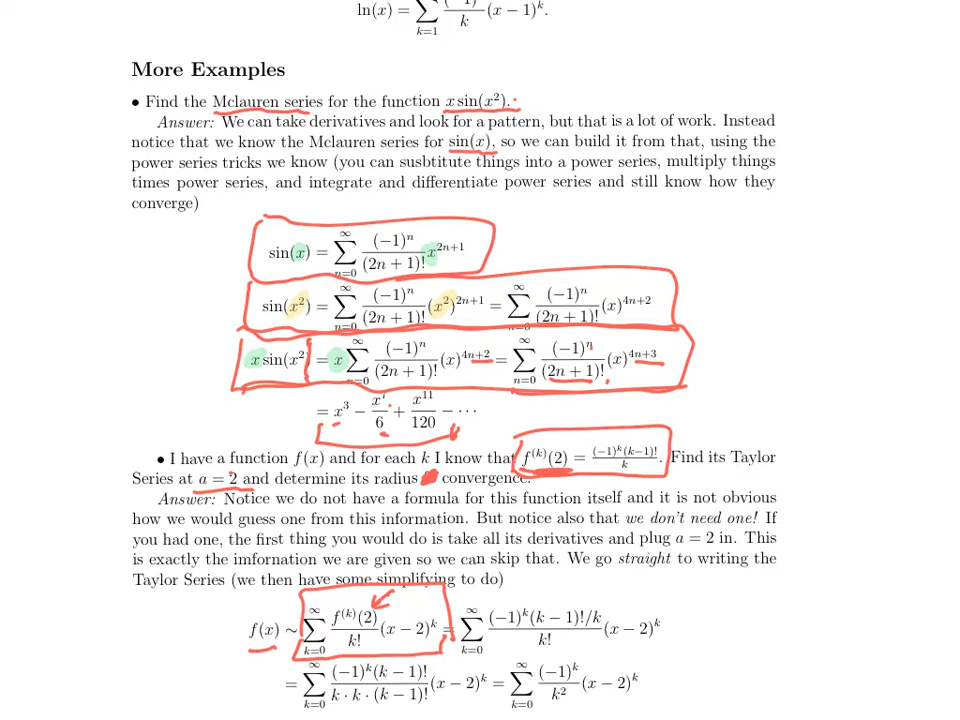 ln(x) = ∑_{k=1} (−1) / k (x − 1)^k.
More Examples
• Find the Mclauren series for the function x sin(x²).
Answer: We can take derivatives and look for a pattern, but that is a lot of work. Instead
notice that we know the Mclauren series for sin(x), so we can build it from that, using the
power series tricks we know (you can susbtitute things into a power series, multiply things
times power series, and integrate and differentiate power series and still know how they
converge)
sin(x) = ∑_{n=0}^∞ (−1)^n / (2n + 1)! x^{2n+1}
sin(x²) = ∑_{n=0}^∞ (−1)^n / (2n + 1)! (x²)^{2n+1} = ∑_{n=0}^∞ (−1)^n / (2n + 1)! (x)^{4n+2}
x sin(x²) = x ∑_{n=0}^∞ (−1)^n / (2n + 1)! (x)^{4n+2} = ∑_{n=0}^∞ (−1)^n / (2n + 1)! (x)^{4n+3}
= x³ − x⁷/6 + x¹¹/120 − ···
• I have a function f(x) and for each k I know that f^{(k)}(2) = (−1)^k(k−1)! / k. Find its Taylor
Series at a = 2 and determine its radius convergence.
Answer: Notice we do not have a formula for this function itself and it is not obvious
how we would guess one from this information. But notice also that we don't need one! If
you had one, the first thing you would do is take all its derivatives and plug a = 2 in. This
is exactly the imfornation we are given so we can skip that. We go straight to writing the
Taylor Series (we then have some simplifying to do)
f(x) ∼ ∑_{k=0}^∞ f^{(k)}(2) / k! (x − 2)^k = ∑_{k=0}^∞ (−1)^k(k − 1)!/k / k! (x − 2)^k
= ∑_{k=0}^∞ (−1)^k(k − 1)! / k · k · (k − 1)! (x − 2)^k = ∑_{k=0}^∞ (−1)^k / k² (x − 2)^k